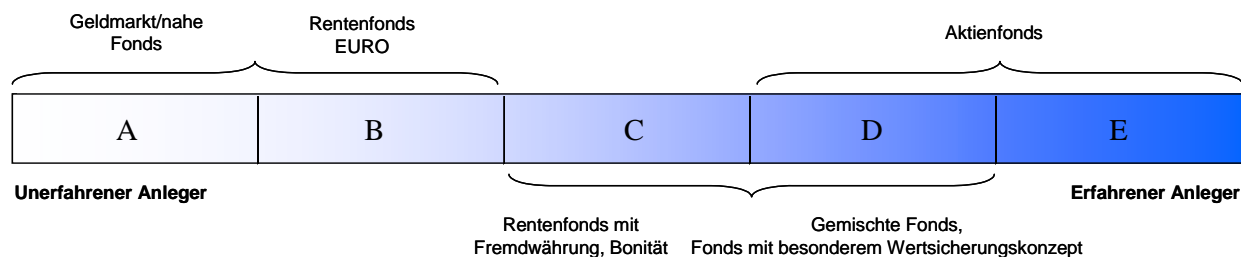 Geldmarkt/nahe
Fonds
Rentenfonds
EURO
Aktienfonds
A B C D E
Unerfahrener Anleger
Erfahrener Anleger
Rentenfonds mit
Fremdwährung, Bonität
Gemischte Fonds,
Fonds mit besonderem Wertsicherungskonzept